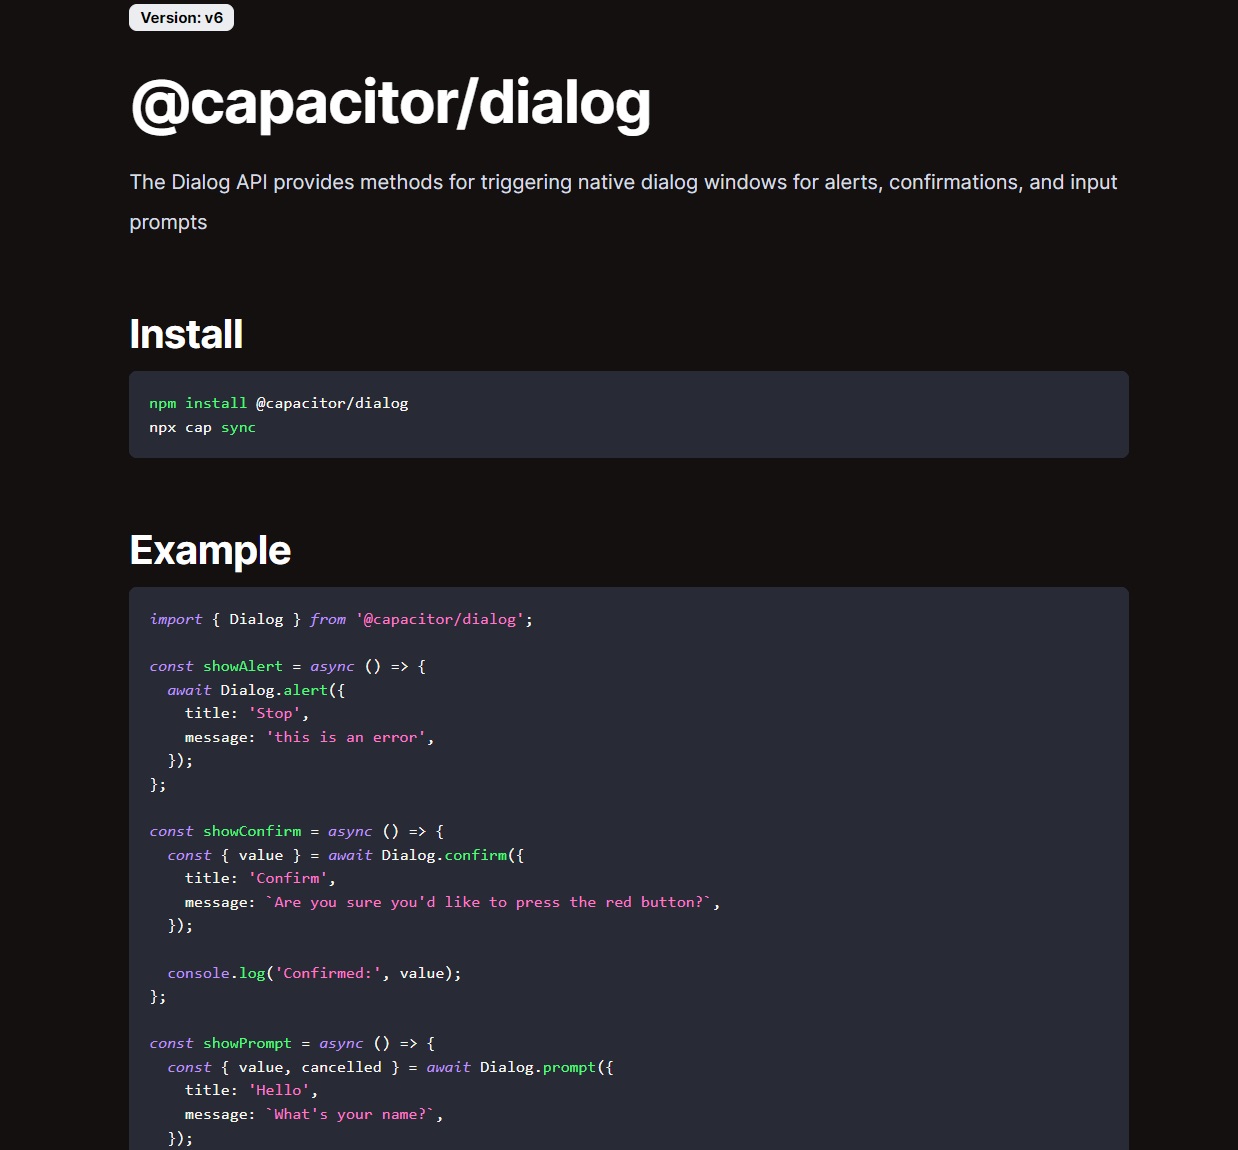 Version: v6
@capacitor/dialog
The Dialog API provides methods for triggering native dialog windows for alerts, confirmations, and input
prompts
Install
npm install @capacitor/dialog
npx cap sync
Example
import { Dialog } from '@capacitor/dialog';
const showAlert = async () => {
  await Dialog.alert({
    title: 'Stop',
    message: 'this is an error',
  });
};
const showConfirm = async () => {
  const { value } = await Dialog.confirm({
    title: 'Confirm',
    message: `Are you sure you'd like to press the red button?`,
  });
  console.log('Confirmed:', value);
};
const showPrompt = async () => {
  const { value, cancelled } = await Dialog.prompt({
    title: 'Hello',
    message: `What's your name?`,
  });